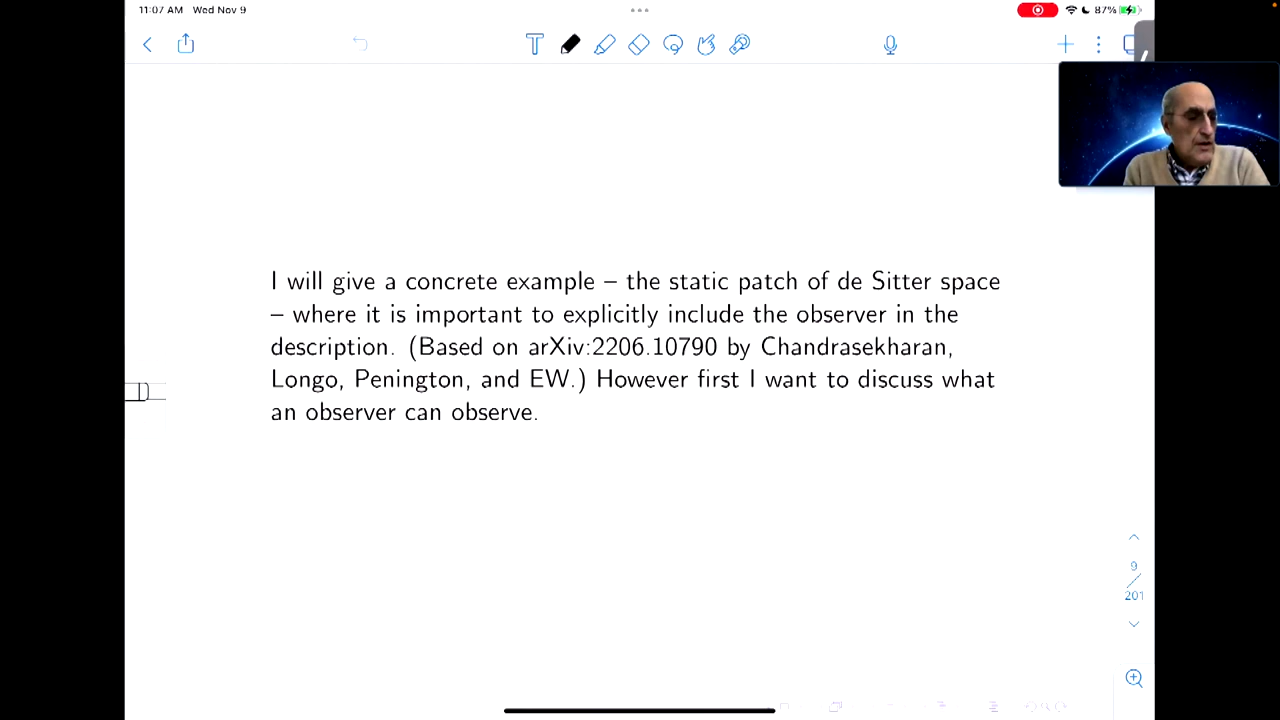 11:07 AM Wed Nov 9
87%
T
I will give a concrete example – the static patch of de Sitter space
– where it is important to explicitly include the observer in the
description. (Based on arXiv:2206.10790 by Chandrasekharan,
Longo, Penington, and EW.) However first I want to discuss what
an observer can observe.
9
201